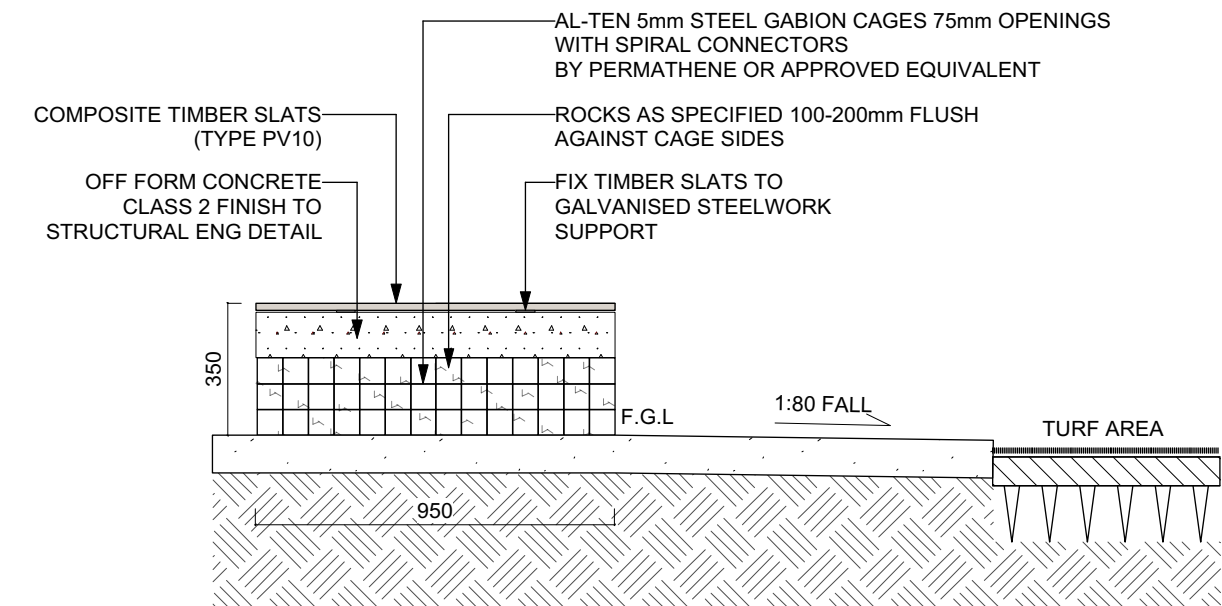 AL-TEN 5mm STEEL GABION CAGES 75mm OPENINGS
WITH SPIRAL CONNECTORS
BY PERMATHENE OR APPROVED EQUIVALENT
COMPOSITE TIMBER SLATS
(TYPE PV10)
ROCKS AS SPECIFIED 100-200mm FLUSH
AGAINST CAGE SIDES
OFF FORM CONCRETE
CLASS 2 FINISH TO
STRUCTURAL ENG DETAIL
FIX TIMBER SLATS TO
GALVANISED STEELWORK
SUPPORT
350
F.G.L
1:80 FALL
TURF AREA
950